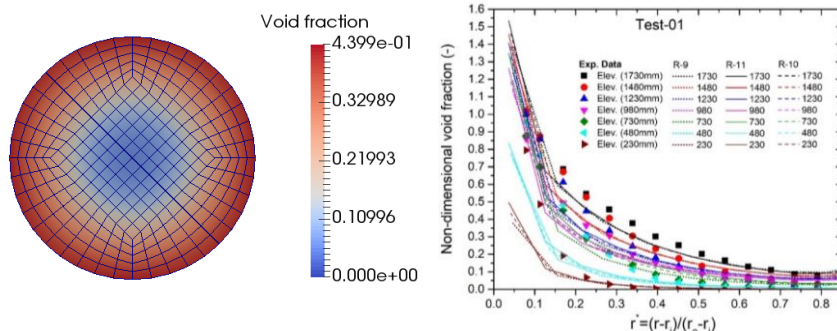 Void fraction
4.399e-01
0.32989
0.21993
0.10996
0.000e+00
Test-01
Non-dimensional void fraction (-)
1.6
1.5
1.4
1.3
1.2
1.1
1.0
0.9
0.8
0.7
0.6
0.5
0.4
0.3
0.2
0.1
0.0
Exp. Data R-9 R-11 R-10
Elev. (1730mm) 1730 1730 1730
Elev. (1480mm) 1480 1480 1480
Elev. (1230mm) 1230 1230 1230
Elev. (980mm) 980 980 980
Elev. (730mm) 730 730 730
Elev. (480mm) 480 480 480
Elev. (230mm) 230 230 230
0.0 0.1 0.2 0.3 0.4 0.5 0.6 0.7 0.8